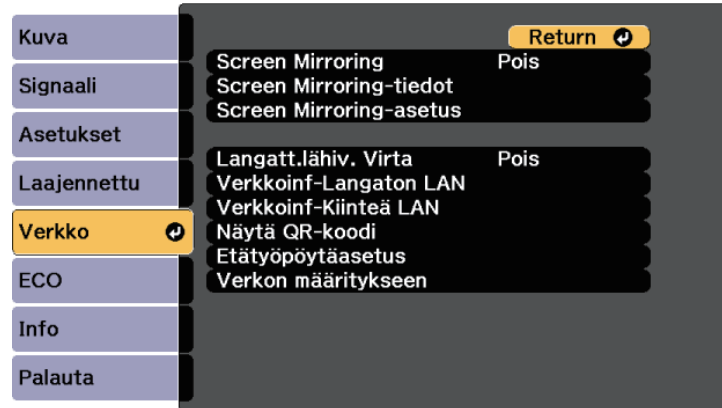 Kuva
Signaali
Asetukset
Laajennettu
Verkko
ECO
Info
Palauta
Return
Screen Mirroring Pois
Screen Mirroring-tiedot
Screen Mirroring-asetus
Langatt.lähiv. Virta Pois
Verkkoinf-Langaton LAN
Verkkoinf-Kiinteä LAN
Näytä QR-koodi
Etätyöpöytäasetus
Verkon määritykseen